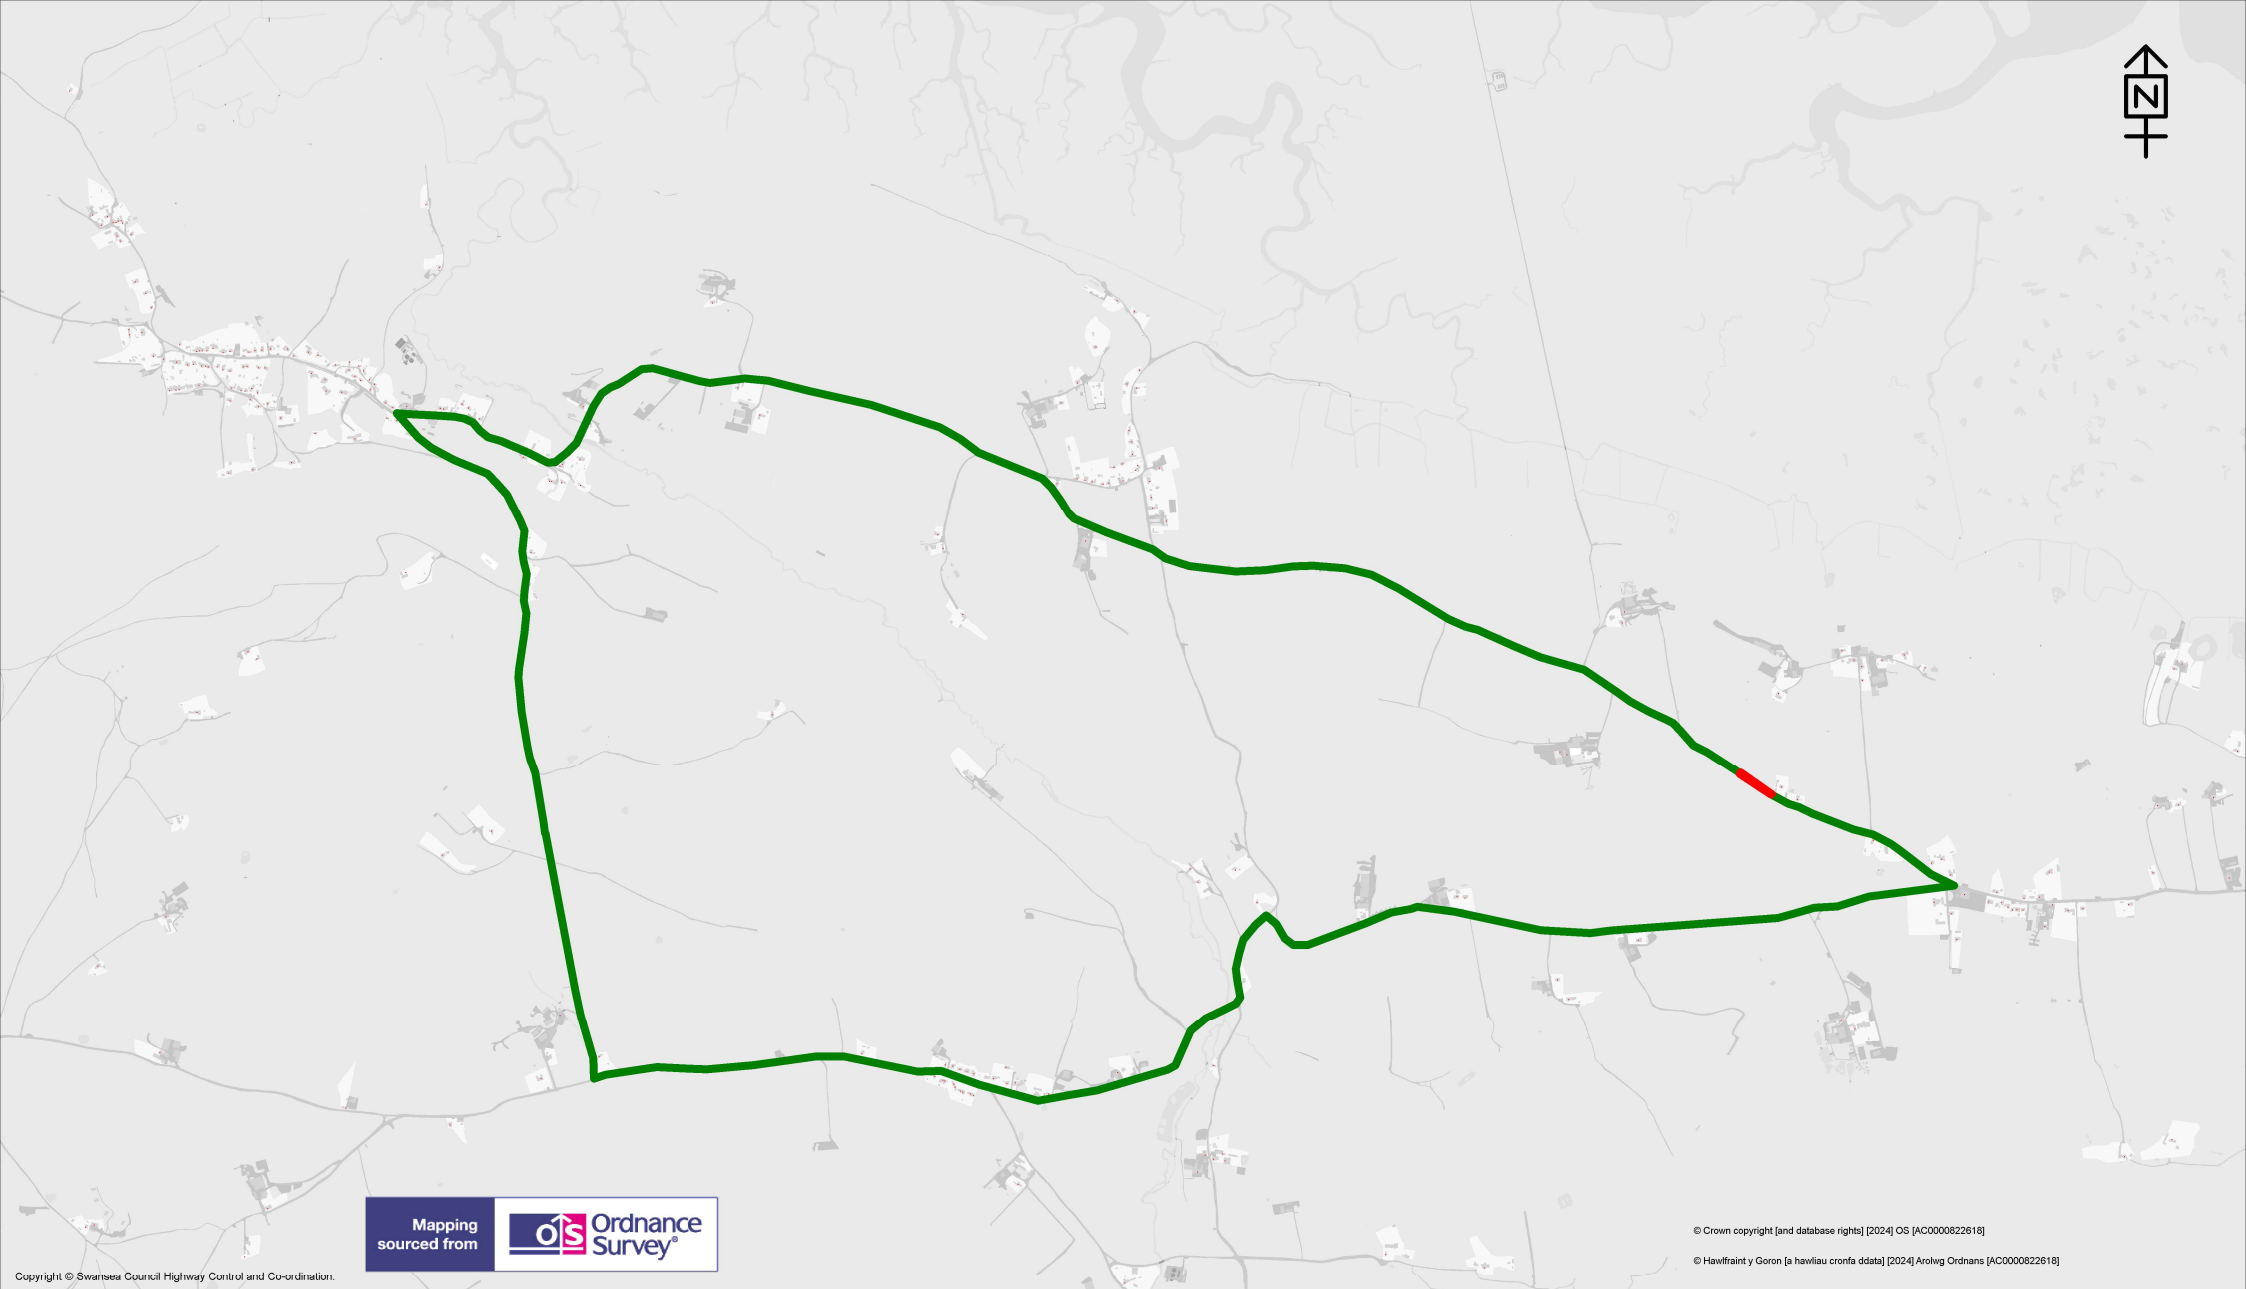 N
Mapping
sourced from
OS
Ordnance
Survey®
© Crown copyright [and database rights] [2024] OS [AC0000822618]
© Hawlfraint y Goron [a hawliau cronfa ddata] [2024] Arolwg Ordnans [AC0000822618]
Copyright © Swansea Council Highway Control and Co-ordination.